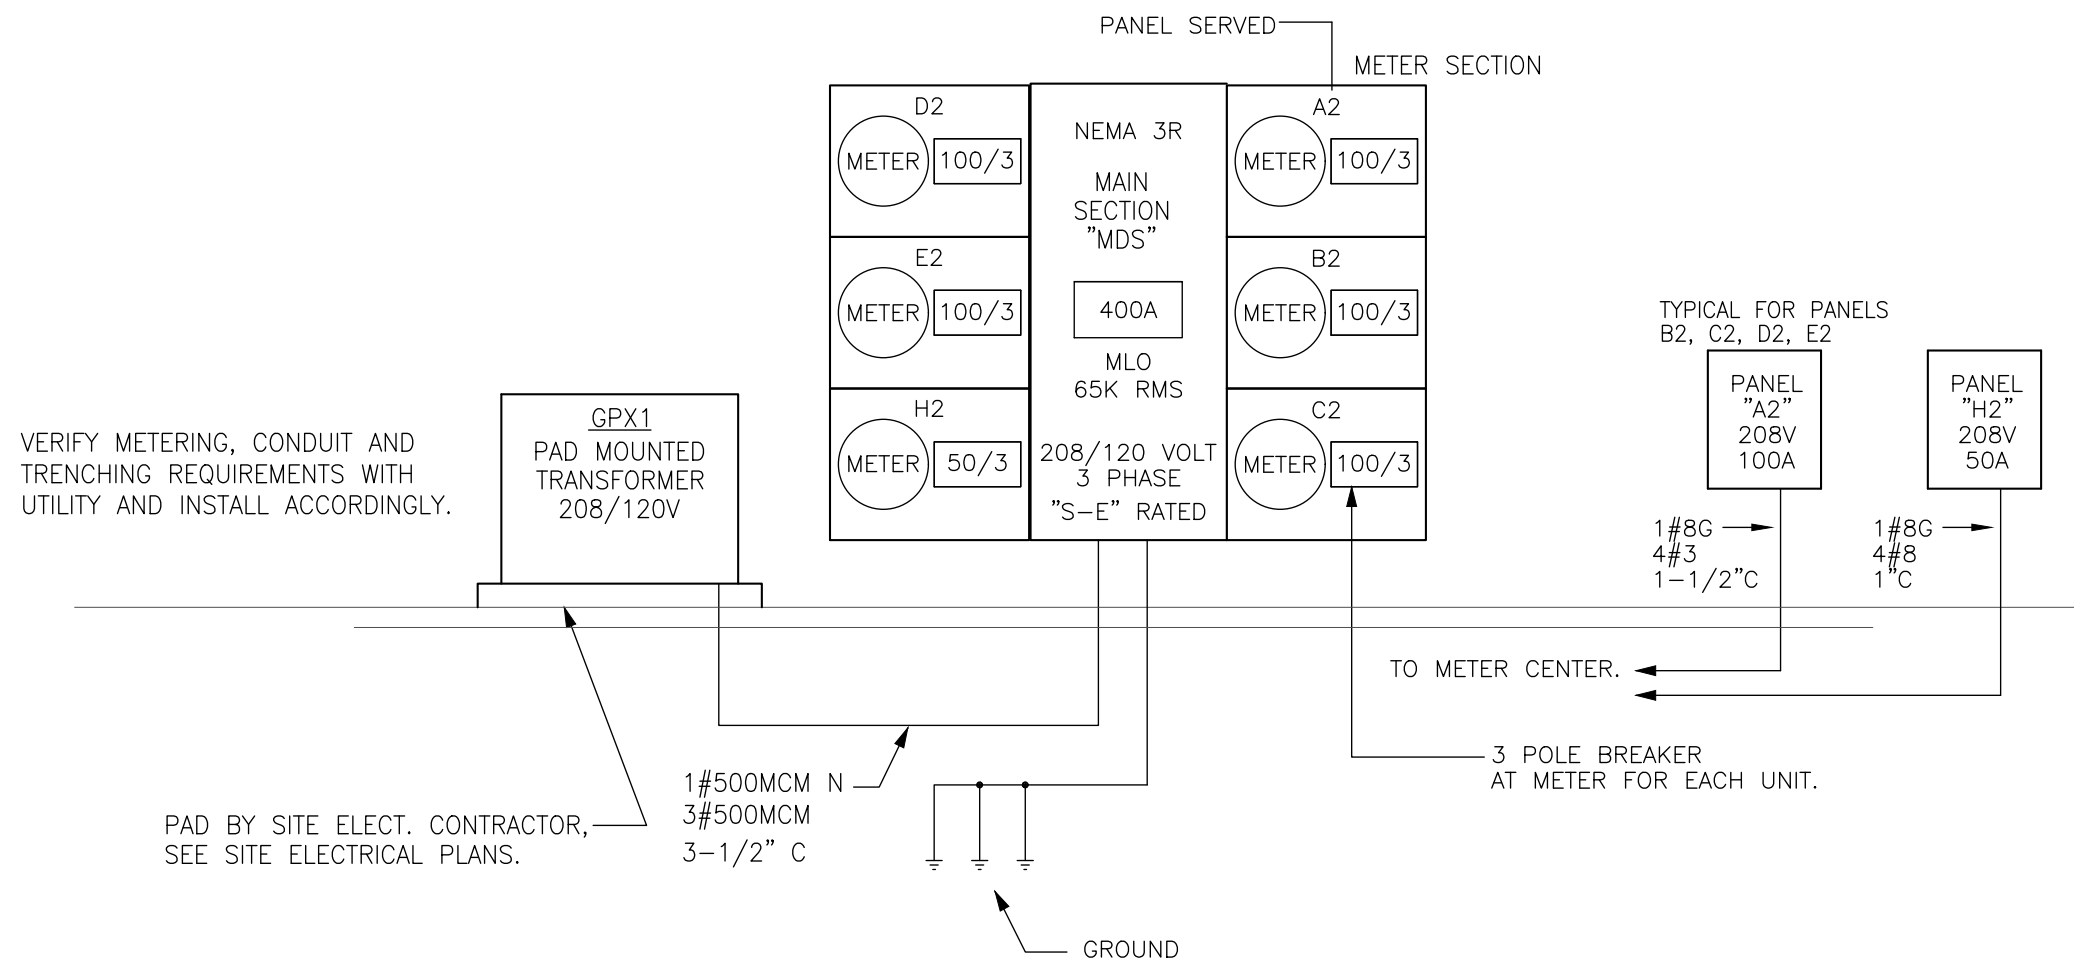 PANEL SERVED
METER SECTION
D2
METER 100/3
E2
METER 100/3
H2
METER 50/3
NEMA 3R
MAIN
SECTION
"MDS"
400A
MLO
65K RMS
208/120 VOLT
3 PHASE
"S-E" RATED
A2
METER 100/3
B2
METER 100/3
C2
METER 100/3
TYPICAL FOR PANELS
B2, C2, D2, E2
PANEL
"A2"
208V
100A
PANEL
"H2"
208V
50A
1#8G
4#3
1-1/2"C
1#8G
4#8
1"C
VERIFY METERING, CONDUIT AND
TRENCHING REQUIREMENTS WITH
UTILITY AND INSTALL ACCORDINGLY.
GPX1
PAD MOUNTED
TRANSFORMER
208/120V
TO METER CENTER.
3 POLE BREAKER
AT METER FOR EACH UNIT.
1#500MCM N
3#500MCM
3-1/2" C
PAD BY SITE ELECT. CONTRACTOR,
SEE SITE ELECTRICAL PLANS.
GROUND